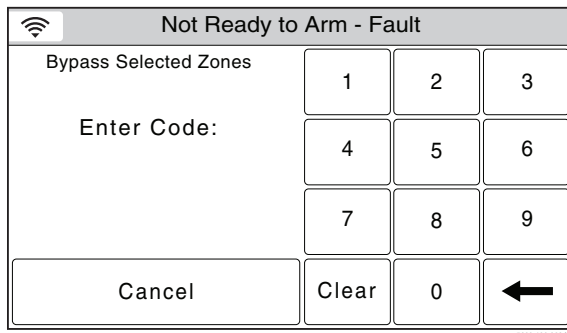 Not Ready to Arm - Fault
Bypass Selected Zones
Enter Code:
1 2 3
4 5 6
7 8 9
Cancel Clear 0